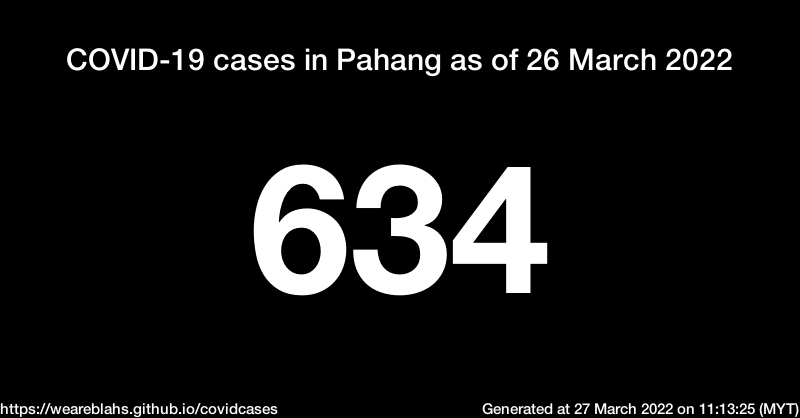 COVID-19 cases in Pahang as of 26 March 2022
634
https://weareblahs.github.io/covidcases
Generated at 27 March 2022 on 11:13:25 (MYT)